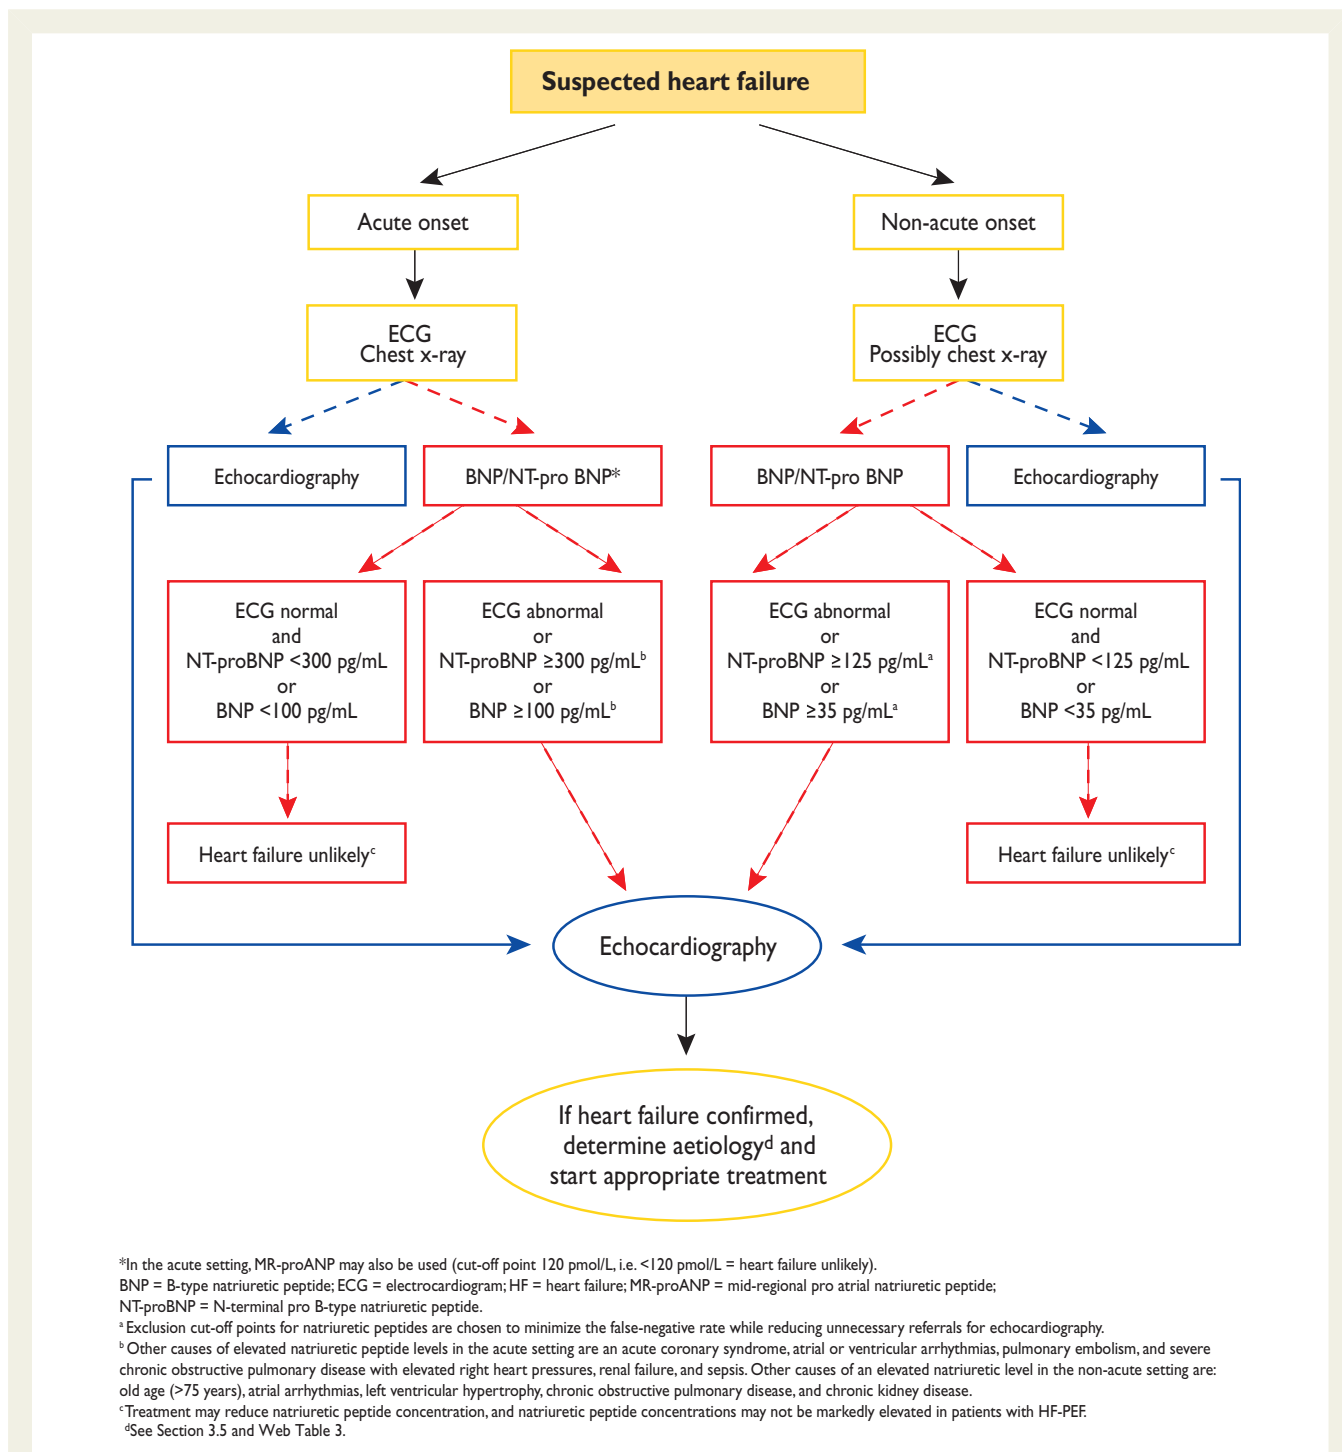 Suspected heart failure
Acute onset
Non-acute onset
ECG
Chest x-ray
ECG
Possibly chest x-ray
Echocardiography
BNP/NT-pro BNP*
BNP/NT-pro BNP
Echocardiography
ECG normal
and
NT-proBNP <300 pg/mL
or
BNP <100 pg/mL
ECG abnormal
or
NT-proBNP ≥300 pg/mLᵇ
or
BNP ≥100 pg/mLᵇ
ECG abnormal
or
NT-proBNP ≥125 pg/mLᵃ
or
BNP ≥35 pg/mLᵃ
ECG normal
and
NT-proBNP <125 pg/mL
or
BNP <35 pg/mL
Heart failure unlikelyᶜ
Heart failure unlikelyᶜ
Echocardiography
If heart failure confirmed,
determine aetiologyᵈ and
start appropriate treatment
*In the acute setting, MR-proANP may also be used (cut-off point 120 pmol/L, i.e. <120 pmol/L = heart failure unlikely).
BNP = B-type natriuretic peptide; ECG = electrocardiogram; HF = heart failure; MR-proANP = mid-regional pro atrial natriuretic peptide;
NT-proBNP = N-terminal pro B-type natriuretic peptide.
ᵃ Exclusion cut-off points for natriuretic peptides are chosen to minimize the false-negative rate while reducing unnecessary referrals for echocardiography.
ᵇ Other causes of elevated natriuretic peptide levels in the acute setting are an acute coronary syndrome, atrial or ventricular arrhythmias, pulmonary embolism, and severe
chronic obstructive pulmonary disease with elevated right heart pressures, renal failure, and sepsis. Other causes of an elevated natriuretic level in the non-acute setting are:
old age (>75 years), atrial arrhythmias, left ventricular hypertrophy, chronic obstructive pulmonary disease, and chronic kidney disease.
ᶜ Treatment may reduce natriuretic peptide concentration, and natriuretic peptide concentrations may not be markedly elevated in patients with HF-PEF.
ᵈSee Section 3.5 and Web Table 3.